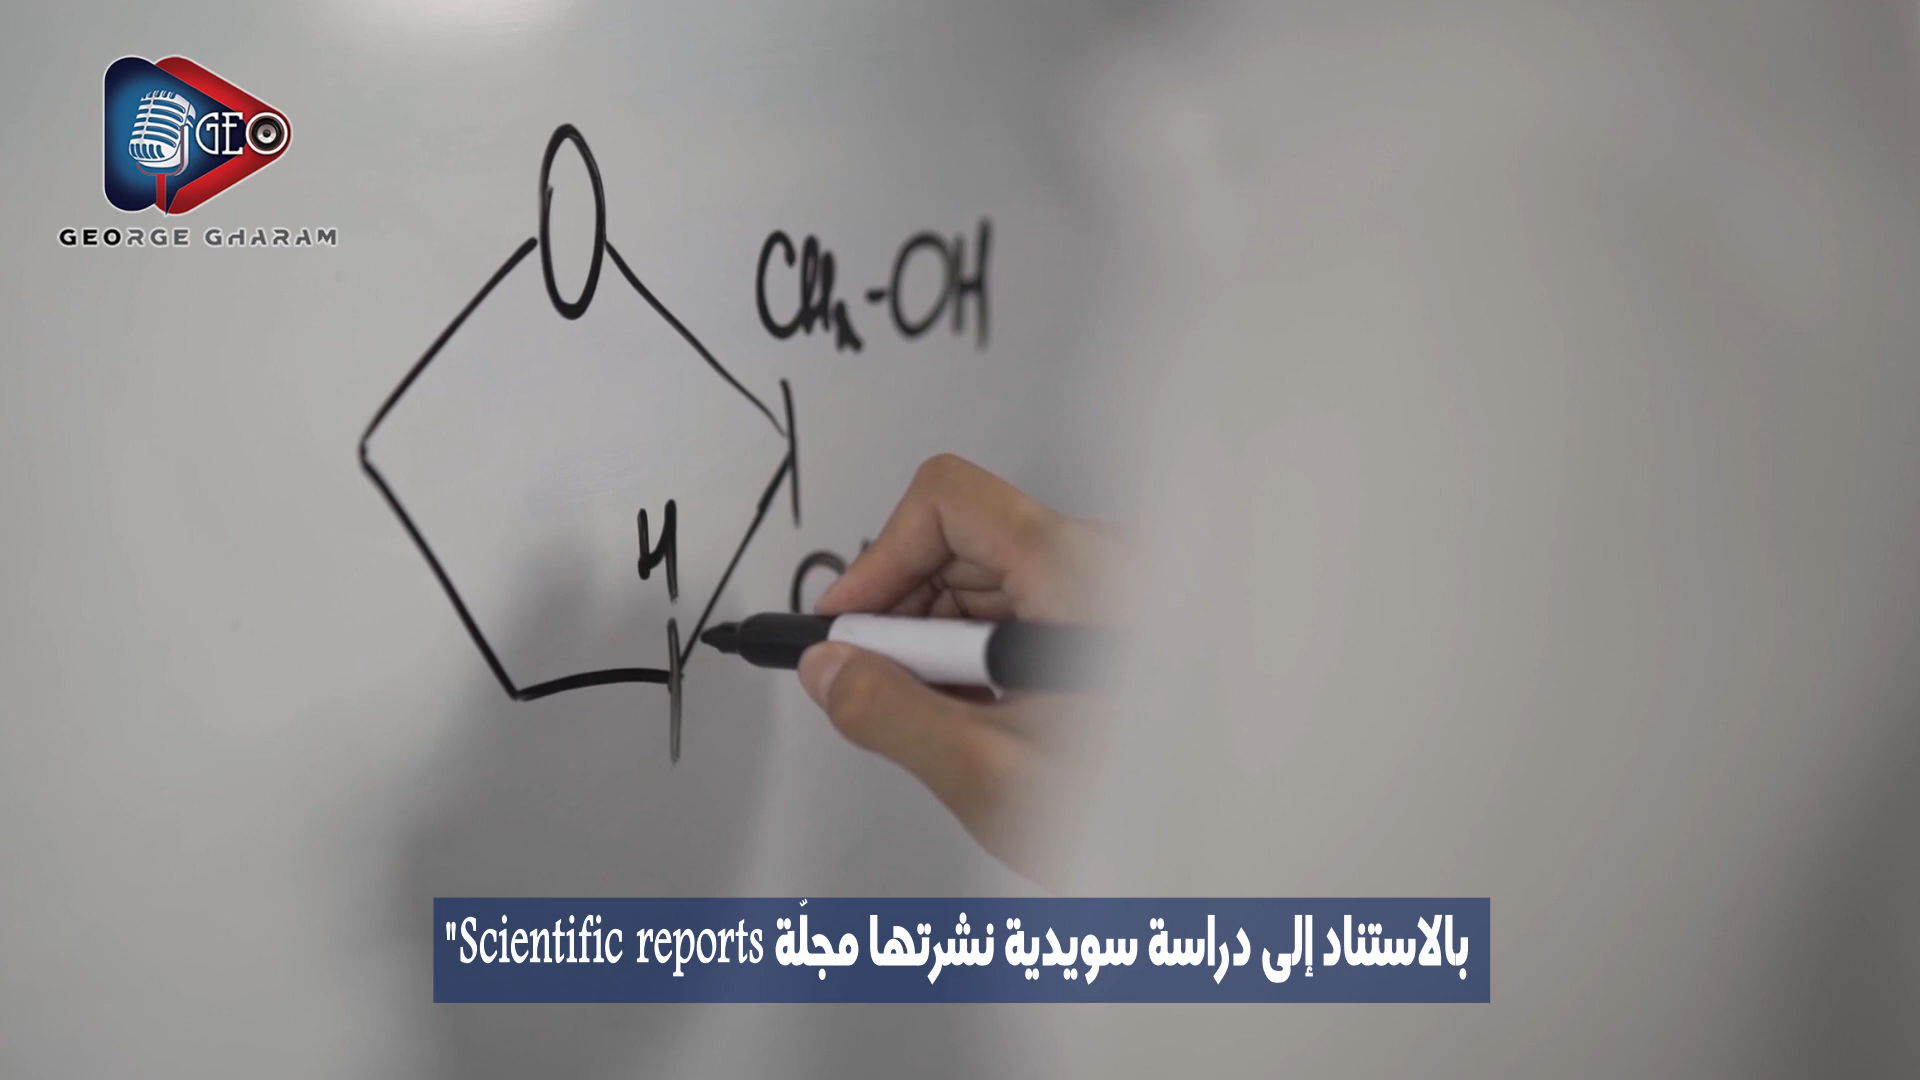 GEO
GEORGE GHARAM
O
CH2-OH
H
بالاستناد إلى دراسة سويدية نشرتها مجلّة Scientific reports"